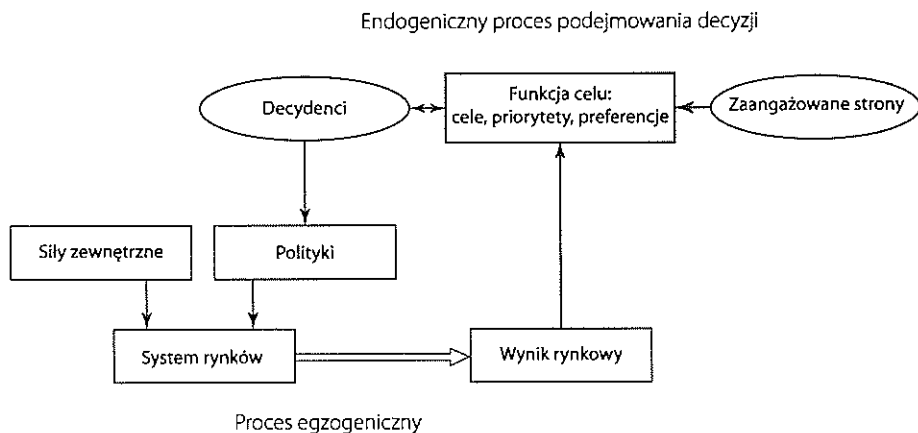 Endogeniczny proces podejmowania decyzji
Decydenci
Funkcja celu:
cele, priorytety, preferencje
Zaangażowane strony
Siły zewnętrzne
Polityki
System rynków
Wynik rynkowy
Proces egzogeniczny